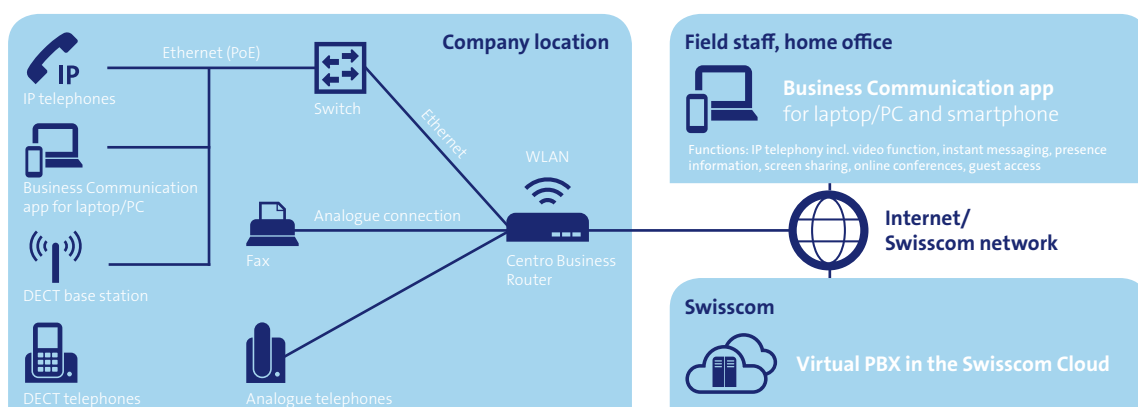 Company location
Ethernet (PoE)
IP
IP telephones
Switch
Ethernet
WLAN
Business Communication
app for laptop/PC
Analogue connection
Fax
Centro Business
Router
DECT base station
DECT telephones
Analogue telephones
Field staff, home office
Business Communication app
for laptop/PC and smartphone
Functions: IP telephony incl. video function, instant messaging, presence
information, screen sharing, online conferences, guest access
Internet/
Swisscom network
Swisscom
Virtual PBX in the Swisscom Cloud